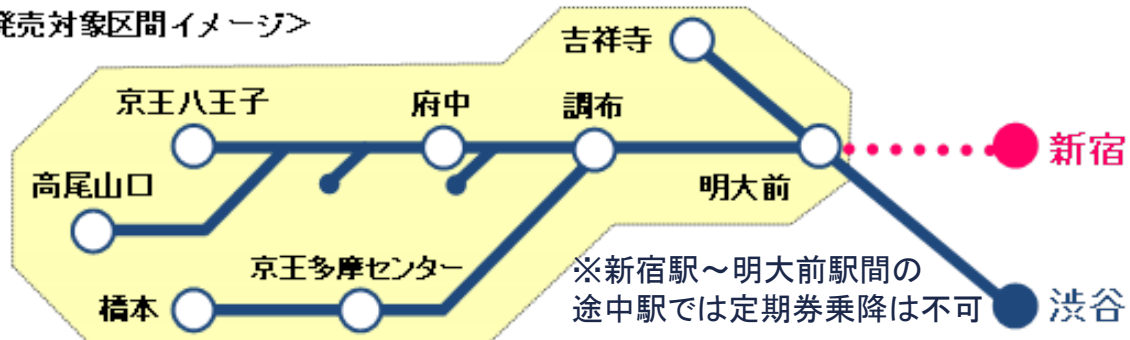 発売対象区間イメージ>
吉祥寺
京王八王子
府中
調布
新宿
高尾山口
明大前
京王多摩センター
橋本
※新宿駅～明大前駅間の
途中駅では定期券乗降は不可
渋谷